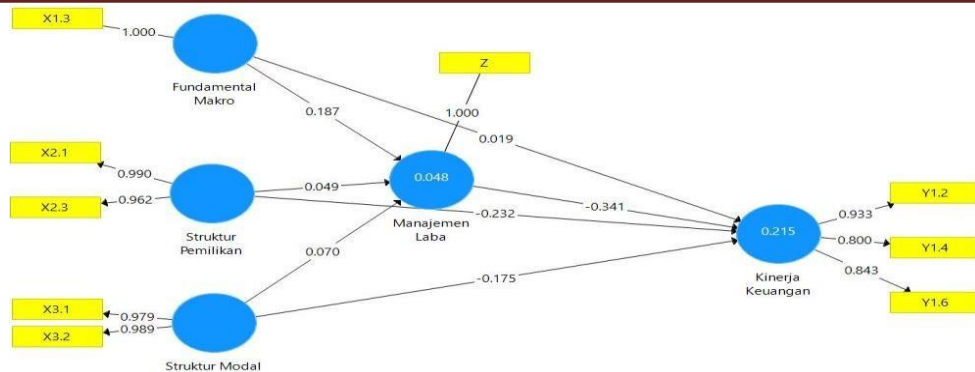 X1.3
1.000
Fundamental
Makro
Z
1.000
0.187
0.019
X2.1
0.990
X2.3
0.962
Struktur
Pemilikan
0.049
0.048
Manajemen
Laba
-0.341
-0.232
0.070
-0.175
0.215
Kinerja
Keuangan
0.933
Y1.2
0.800
Y1.4
0.843
Y1.6
X3.1
0.979
X3.2
0.989
Struktur Modal